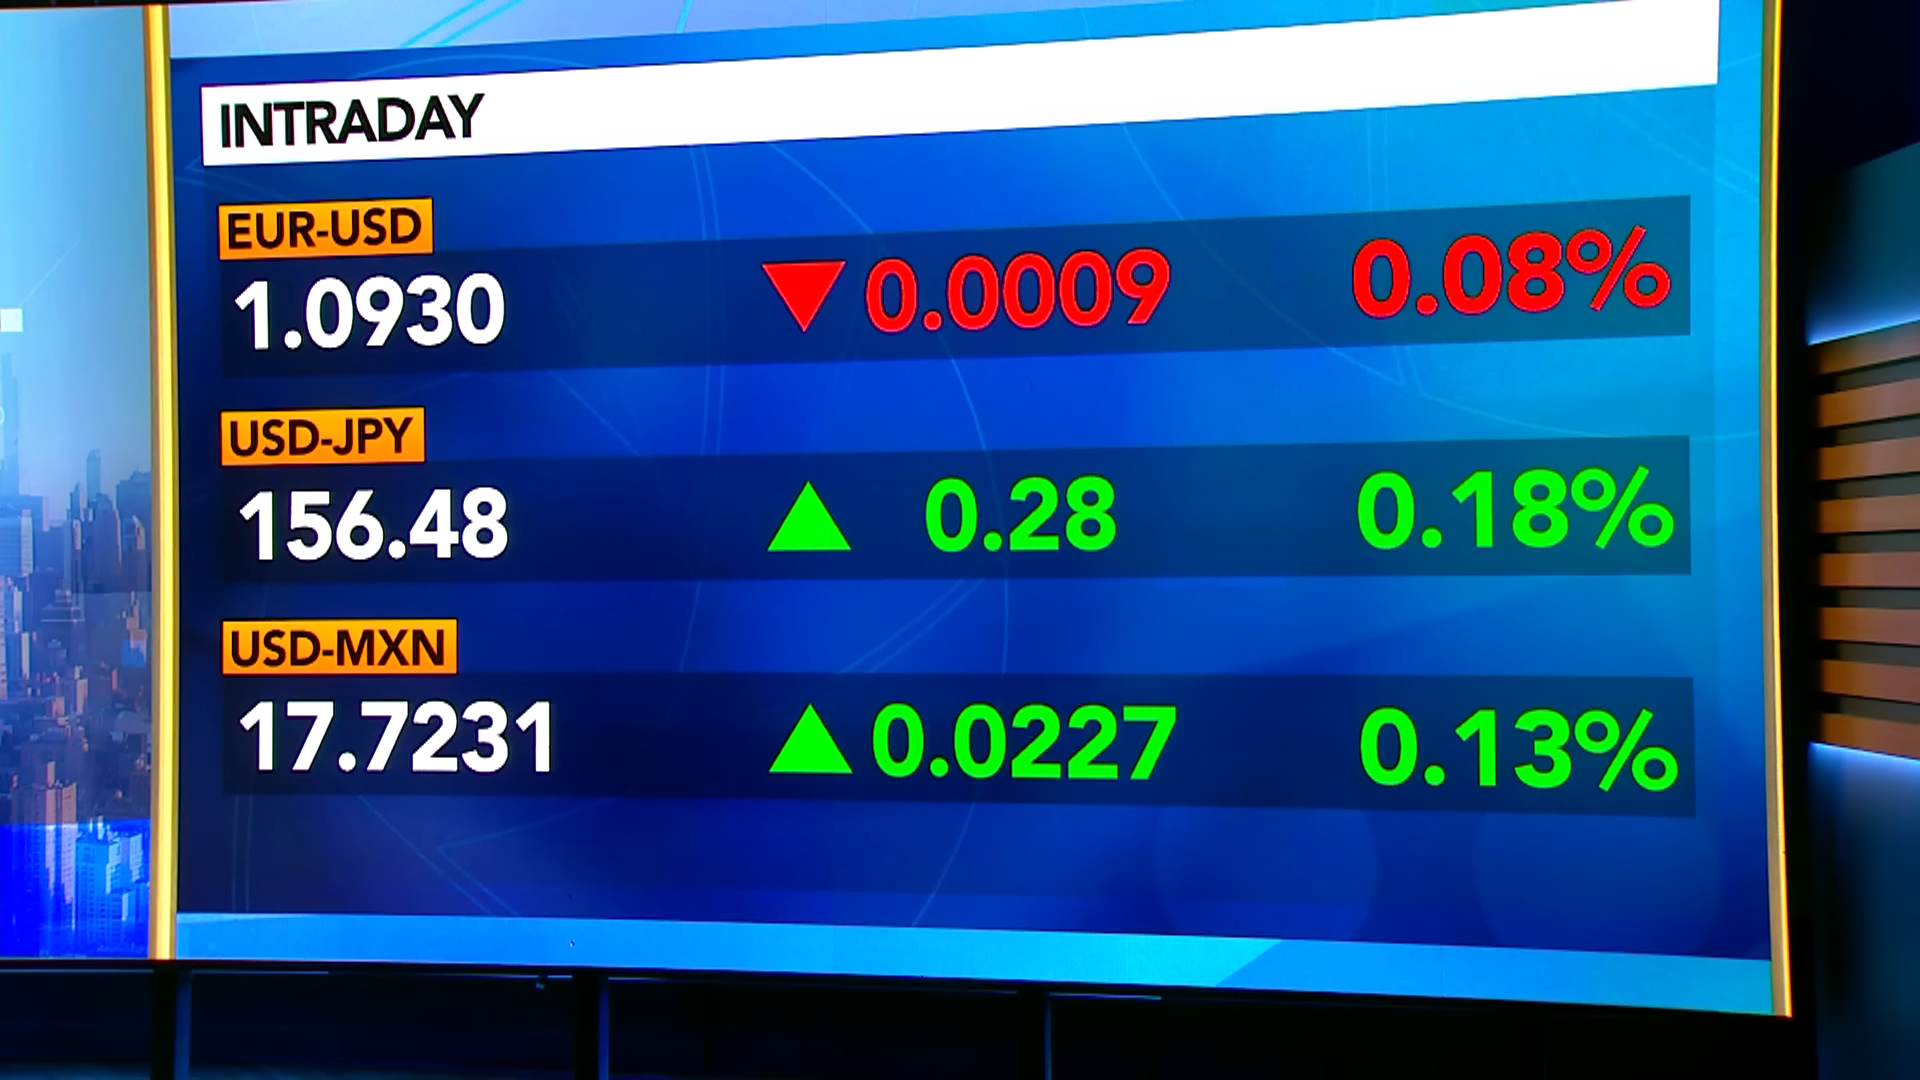 INTRADAY
EUR-USD
1.0930 ▼ 0.0009 0.08%
USD-JPY
156.48 ▲ 0.28 0.18%
USD-MXN
17.7231 ▲ 0.0227 0.13%